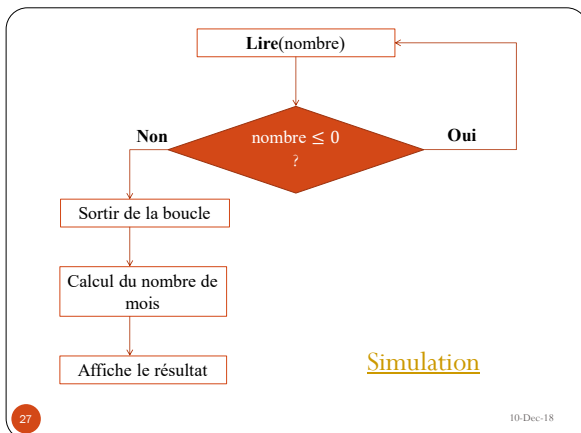 Lire(nombre)
Non
nombre ≤ 0
?
Oui
Sortir de la boucle
Calcul du nombre de
mois
Affiche le résultat
Simulation
27
10-Dec-18